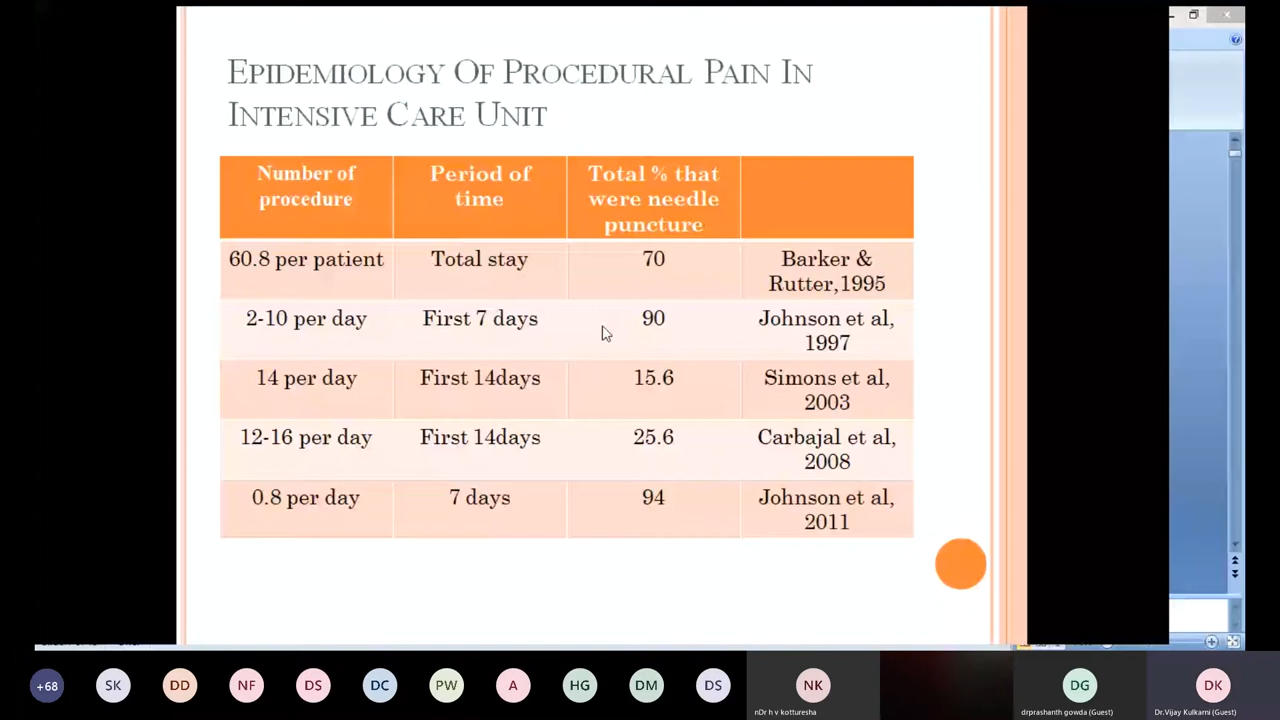 EPIDEMIOLOGY OF PROCEDURAL PAIN IN
INTENSIVE CARE UNIT
Number of procedure
Period of time
Total % that were needle puncture
60.8 per patient
Total stay
70
Barker & Rutter,1995
2-10 per day
First 7 days
90
Johnson et al, 1997
14 per day
First 14days
15.6
Simons et al, 2003
12-16 per day
First 14days
25.6
Carbajal et al, 2008
0.8 per day
7 days
94
Johnson et al, 2011
+68
SK
DD
NF
DS
DC
PW
A
HG
DM
DS
NK
nDr h v kotturesha
DG
drprashanth gowda (Guest)
DK
Dr.Vijay Kulkarni (Guest)